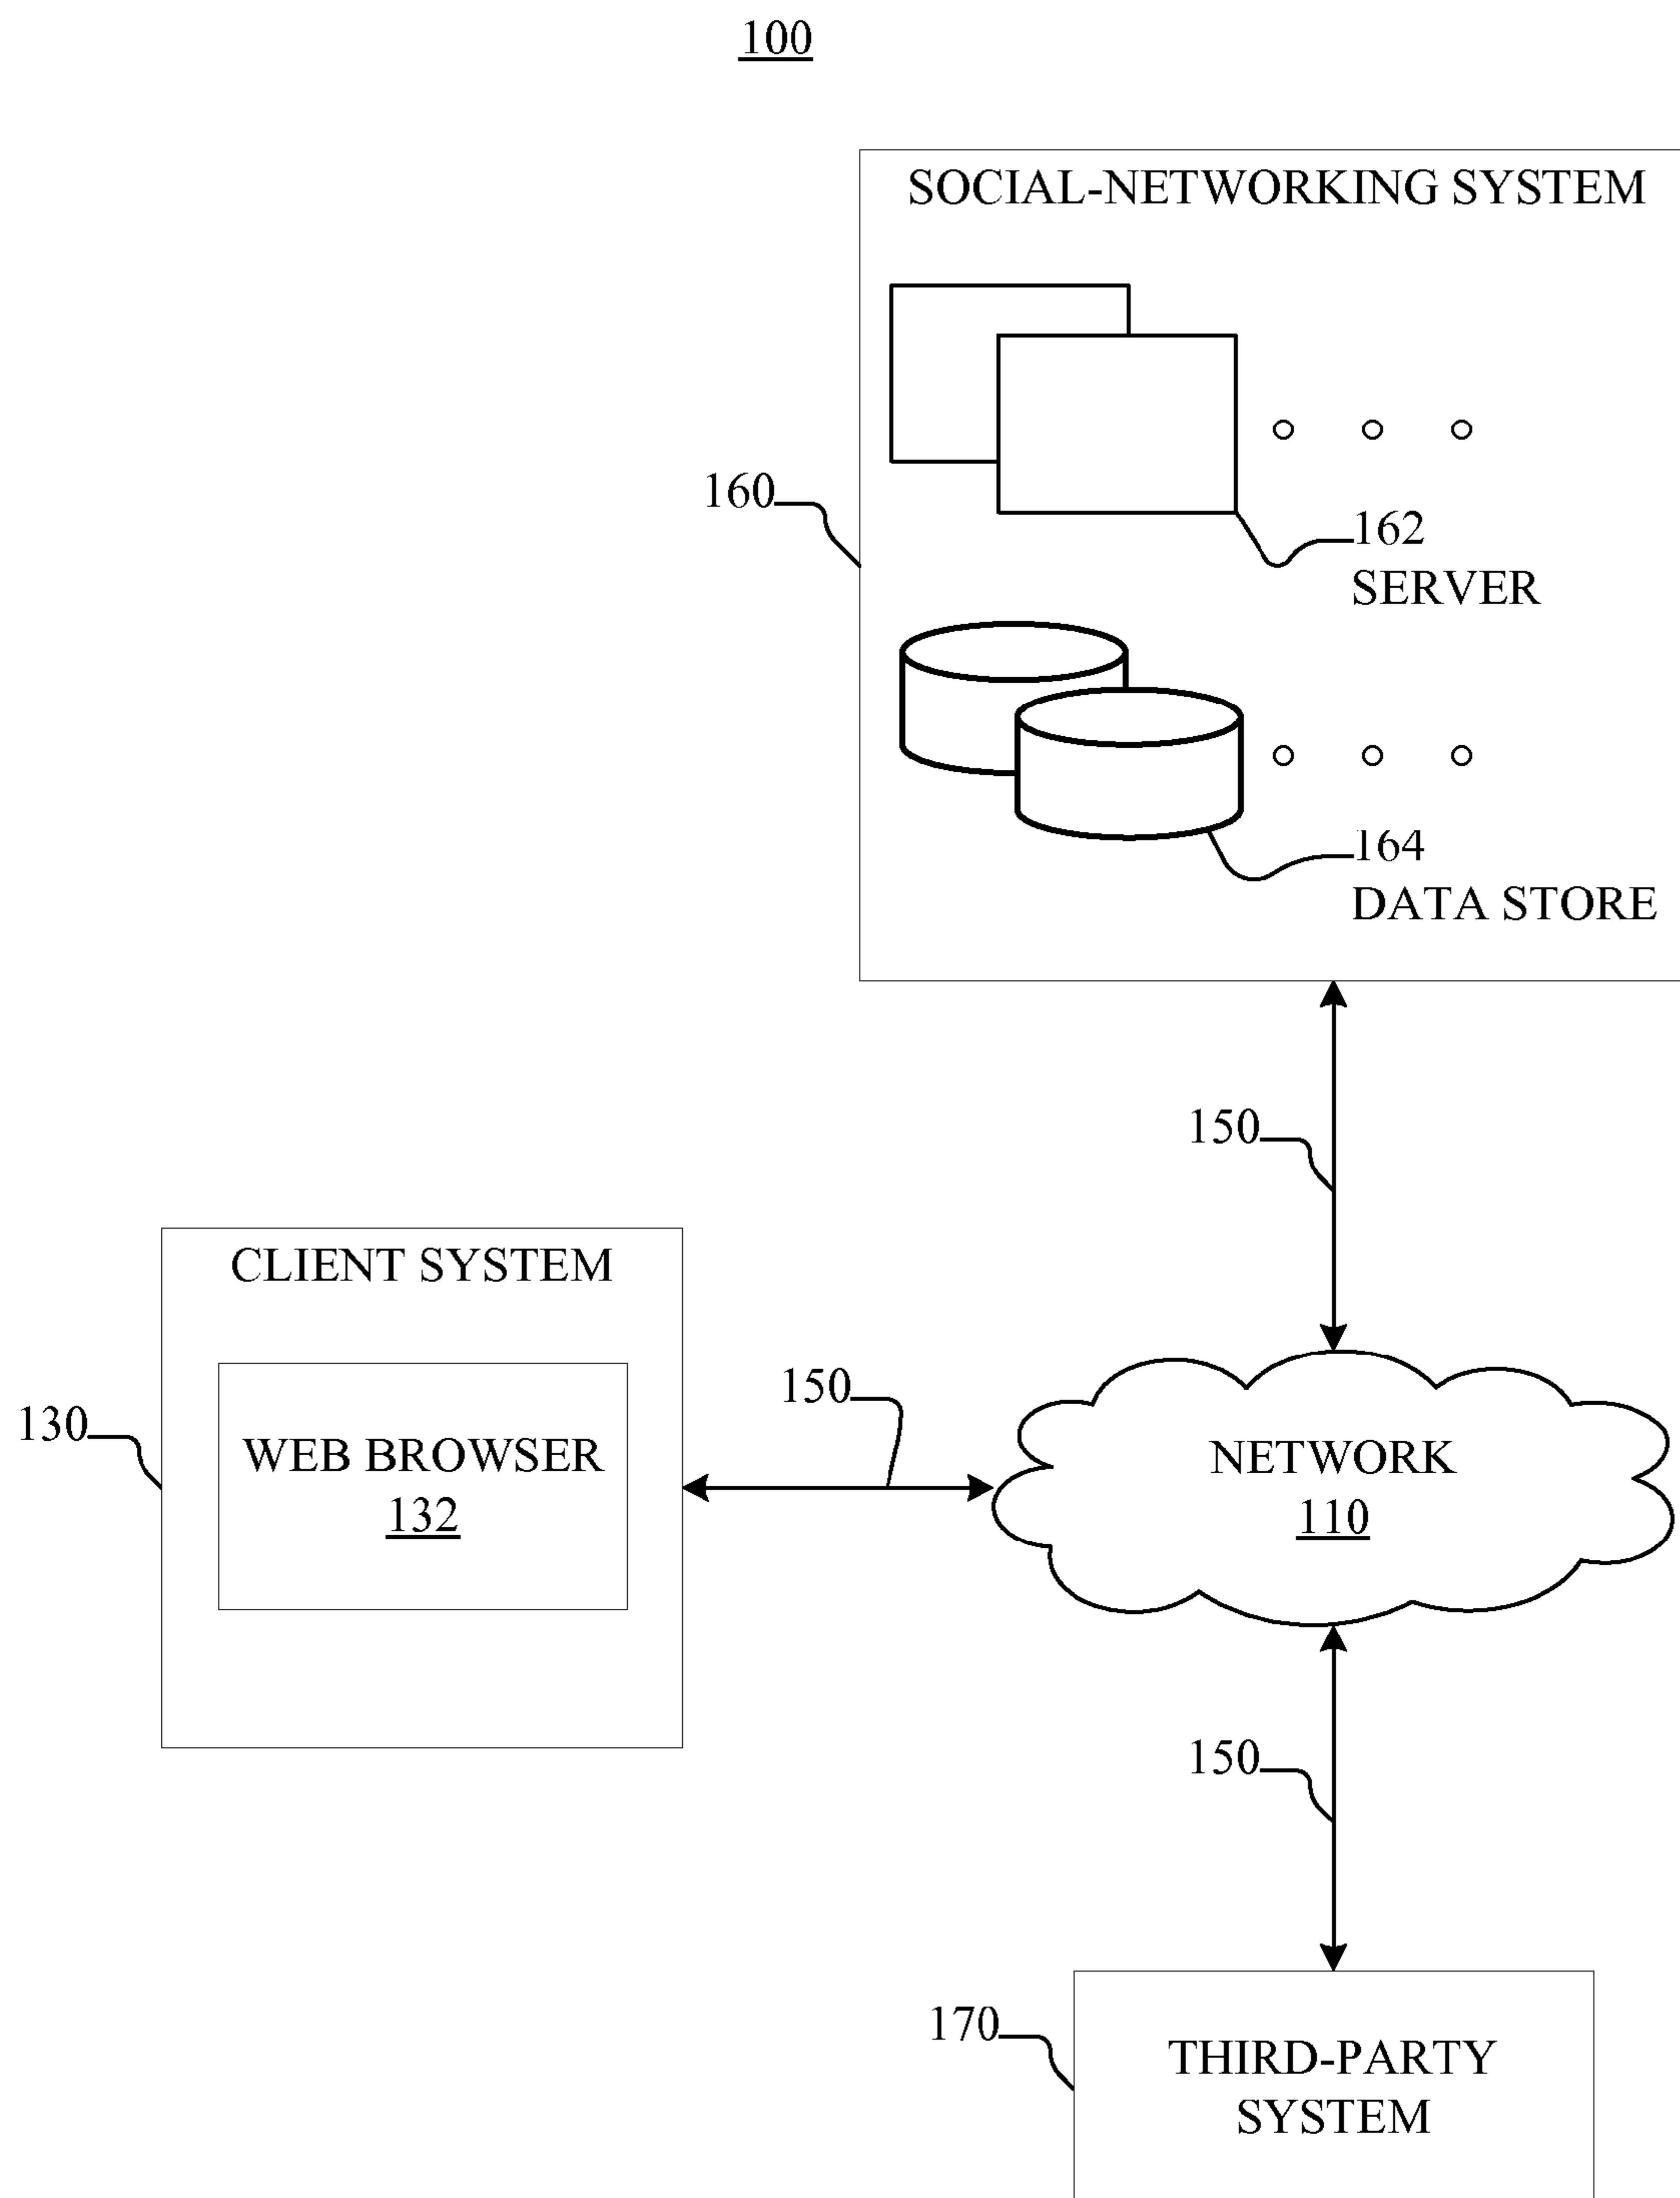 100
SOCIAL-NETWORKING SYSTEM
160
162
SERVER
164
DATA STORE
150
CLIENT SYSTEM
130
WEB BROWSER
132
150
NETWORK
110
150
170
THIRD-PARTY
SYSTEM